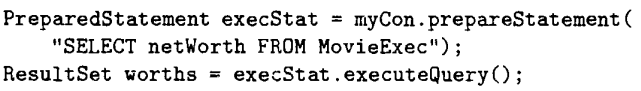 PreparedStatement execStat = myCon.prepareStatement(
"SELECT netWorth FROM MovieExec");
ResultSet worths = execStat.executeQuery();